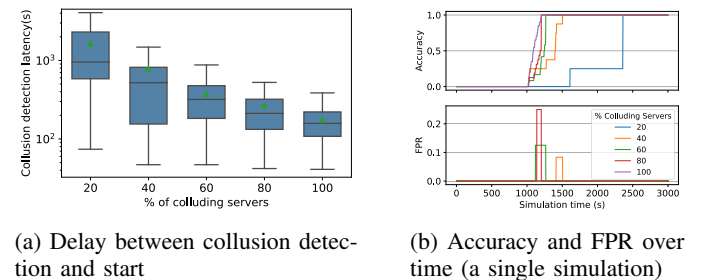 Collusion detection latency(s)
10³
10²
20 40 60 80 100
% of colluding servers
(a) Delay between collusion detec-
tion and start
Accuracy
1.0
0.5
0.0
FPR
0.2
0.1
0.0
% Colluding Servers
20
40
60
80
100
0 500 1000 1500 2000 2500 3000
Simulation time (s)
(b) Accuracy and FPR over
time (a single simulation)